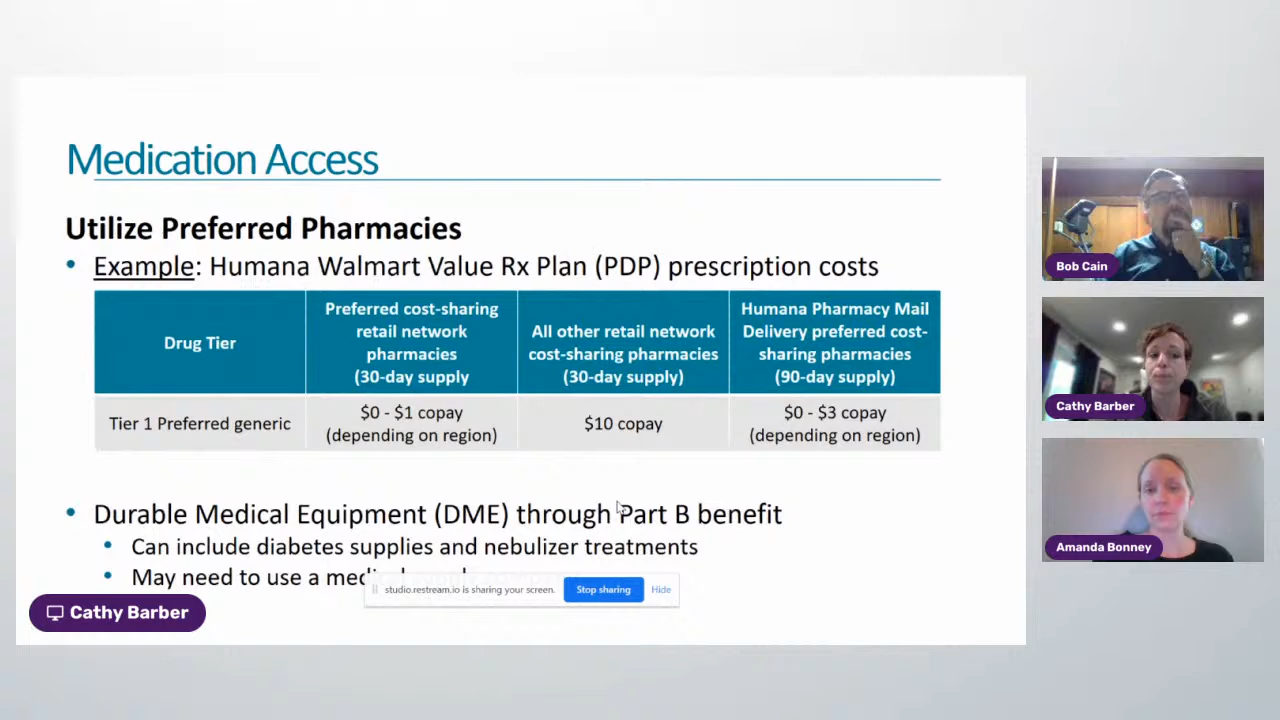 Medication Access
Utilize Preferred Pharmacies
• Example: Humana Walmart Value Rx Plan (PDP) prescription costs
Drug Tier
Preferred cost-sharing
retail network
pharmacies
(30-day supply
All other retail network
cost-sharing pharmacies
(30-day supply)
Humana Pharmacy Mail
Delivery preferred cost-
sharing pharmacies
(90-day supply)
Tier 1 Preferred generic
$0 - $1 copay
(depending on region)
$10 copay
$0 - $3 copay
(depending on region)
• Durable Medical Equipment (DME) through Part B benefit
• Can include diabetes supplies and nebulizer treatments
• May need to use a
studio.restream.io is sharing your screen.
Stop sharing
Hide
Cathy Barber
Bob Cain
Cathy Barber
Amanda Bonney